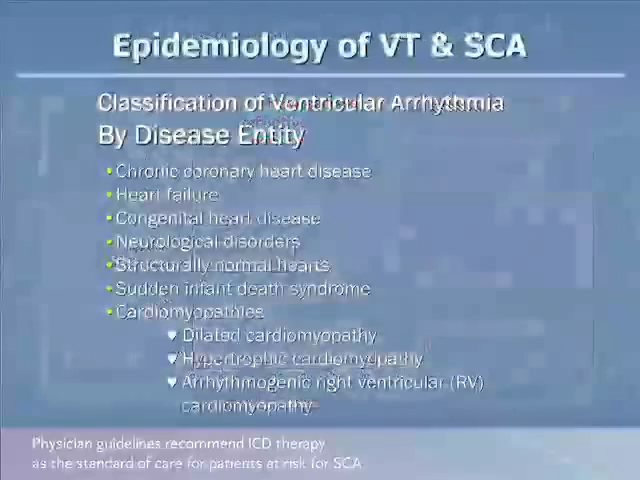 Epidemiology of VT & SCA
Classification of Ventricular Arrhythmia
By Disease Entity
• Chronic coronary heart disease
• Heart failure
• Congenital heart disease
• Neurological disorders
• Structurally normal hearts
• Sudden infant death syndrome
• Cardiomyopathies
▾ Dilated cardiomyopathy
▾ Hypertrophic cardiomyopathy
▾ Arrhythmogenic right ventricular (RV)
cardiomyopathy
Physician guidelines recommend ICD therapy
as the standard of care for patients at risk for SCA